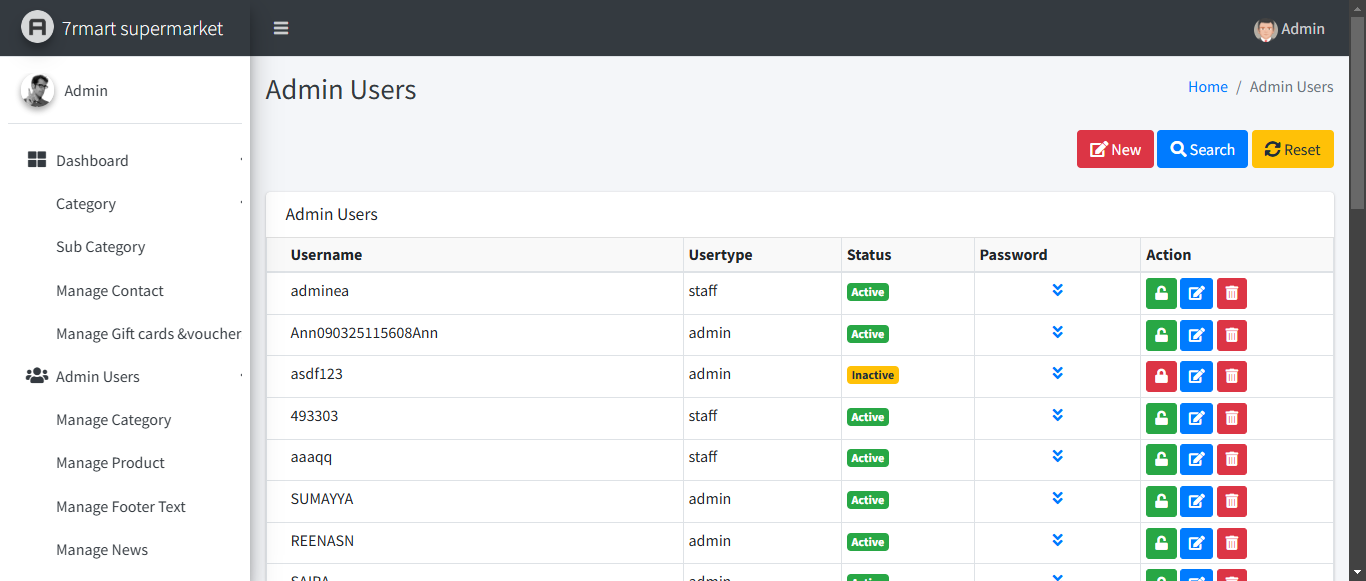 7rmart supermarket
Admin
Admin
Dashboard
Category
Sub Category
Manage Contact
Manage Gift cards &voucher
Admin Users
Manage Category
Manage Product
Manage Footer Text
Manage News
Admin Users
Home / Admin Users
New Search Reset
Admin Users
Username Usertype Status Password Action
adminea staff Active
Ann090325115608Ann admin Active
asdf123 admin Inactive
493303 staff Active
aaaqq staff Active
SUMAYYA admin Active
REENASN admin Active
SAIRA admin Active